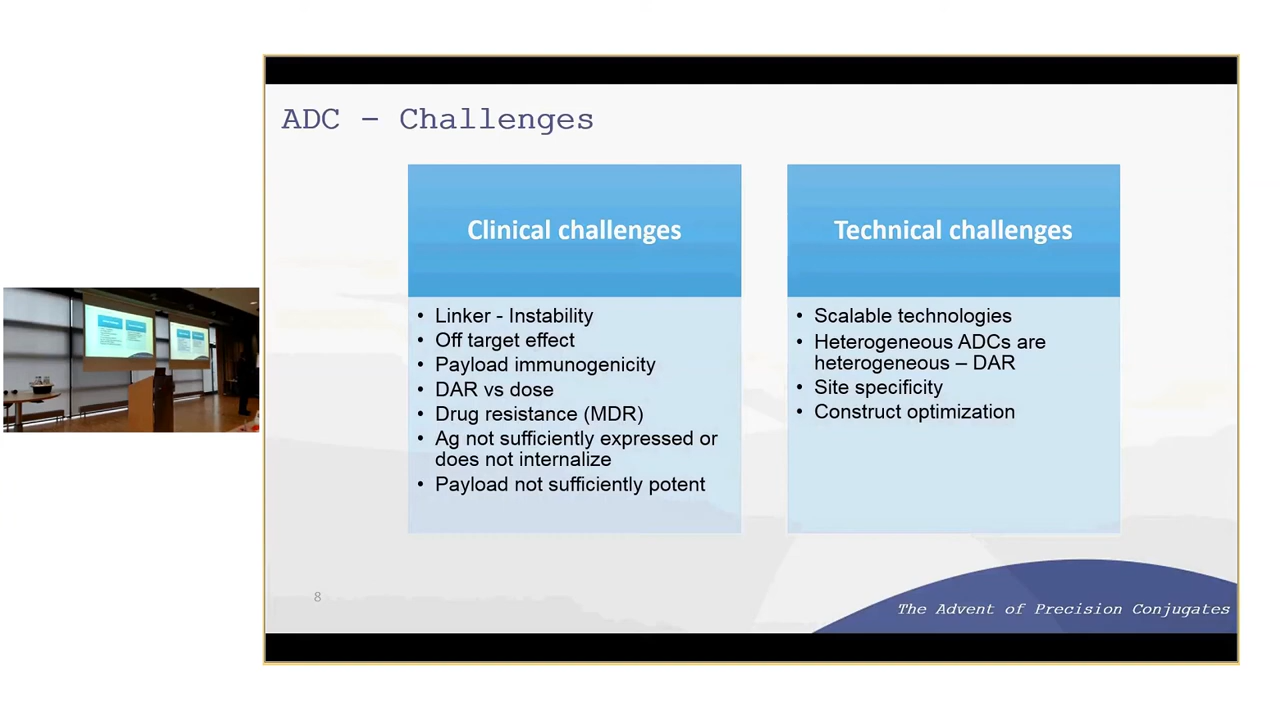 ADC – Challenges
Clinical challenges
• Linker - Instability
• Off target effect
• Payload immunogenicity
• DAR vs dose
• Drug resistance (MDR)
• Ag not sufficiently expressed or
does not internalize
• Payload not sufficiently potent
Technical challenges
• Scalable technologies
• Heterogeneous ADCs are
heterogeneous – DAR
• Site specificity
• Construct optimization
8
The Advent of Precision Conjugates